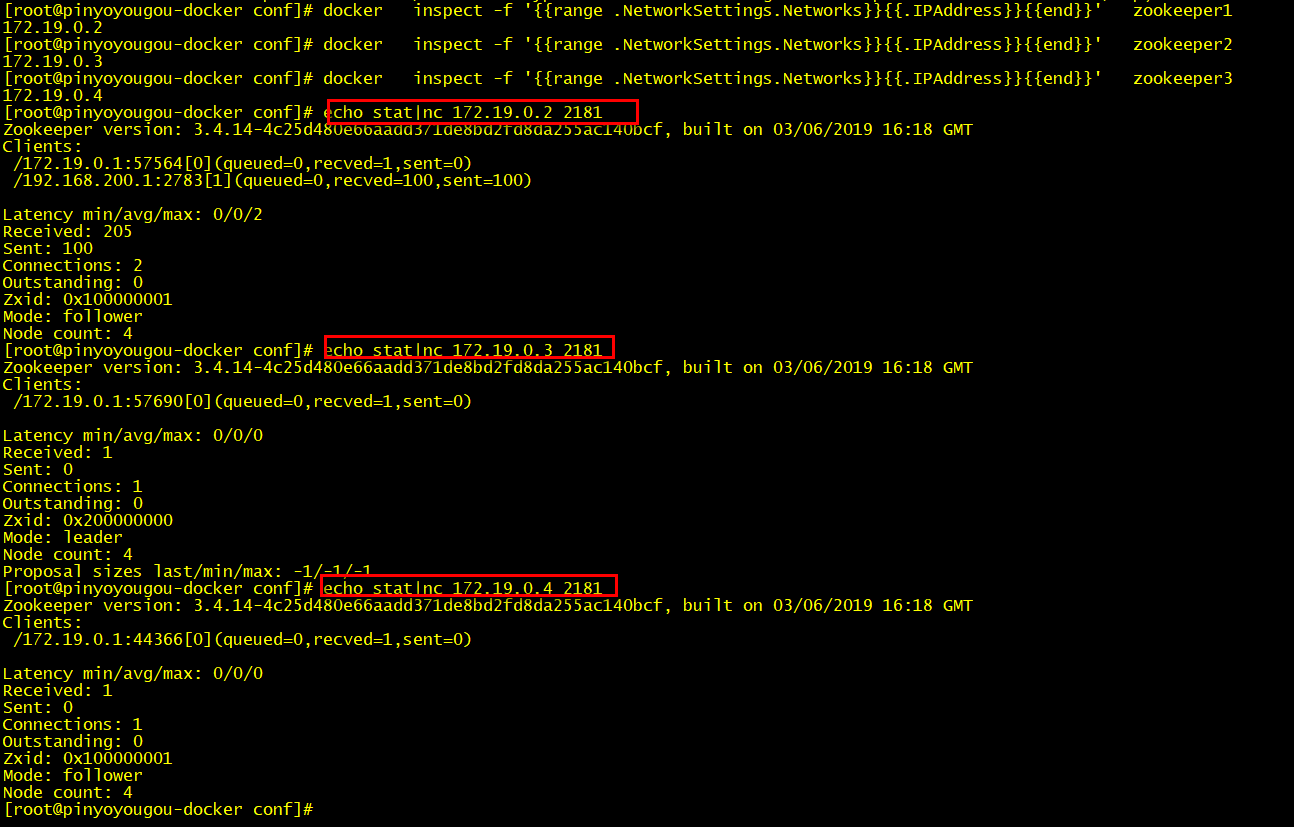 [root@pinyoyougou-docker conf]# docker   inspect -f '{{range .NetworkSettings.Networks}}{{.IPAddress}}{{end}}'   zookeeper1
172.19.0.2
[root@pinyoyougou-docker conf]# docker   inspect -f '{{range .NetworkSettings.Networks}}{{.IPAddress}}{{end}}'   zookeeper2
172.19.0.3
[root@pinyoyougou-docker conf]# docker   inspect -f '{{range .NetworkSettings.Networks}}{{.IPAddress}}{{end}}'   zookeeper3
172.19.0.4
[root@pinyoyougou-docker conf]# echo stat|nc 172.19.0.2 2181
Zookeeper version: 3.4.14-4c25d480e66aadd371de8bd2fd8da255ac140bcf, built on 03/06/2019 16:18 GMT
Clients:
 /172.19.0.1:57564[0](queued=0,recved=1,sent=0)
 /192.168.200.1:2783[1](queued=0,recved=100,sent=100)

Latency min/avg/max: 0/0/2
Received: 205
Sent: 100
Connections: 2
Outstanding: 0
Zxid: 0x100000001
Mode: follower
Node count: 4
[root@pinyoyougou-docker conf]# echo stat|nc 172.19.0.3 2181
Zookeeper version: 3.4.14-4c25d480e66aadd371de8bd2fd8da255ac140bcf, built on 03/06/2019 16:18 GMT
Clients:
 /172.19.0.1:57690[0](queued=0,recved=1,sent=0)

Latency min/avg/max: 0/0/0
Received: 1
Sent: 0
Connections: 1
Outstanding: 0
Zxid: 0x200000000
Mode: leader
Node count: 4
Proposal sizes last/min/max: -1/-1/-1
[root@pinyoyougou-docker conf]# echo stat|nc 172.19.0.4 2181
Zookeeper version: 3.4.14-4c25d480e66aadd371de8bd2fd8da255ac140bcf, built on 03/06/2019 16:18 GMT
Clients:
 /172.19.0.1:44366[0](queued=0,recved=1,sent=0)

Latency min/avg/max: 0/0/0
Received: 1
Sent: 0
Connections: 1
Outstanding: 0
Zxid: 0x100000001
Mode: follower
Node count: 4
[root@pinyoyougou-docker conf]#